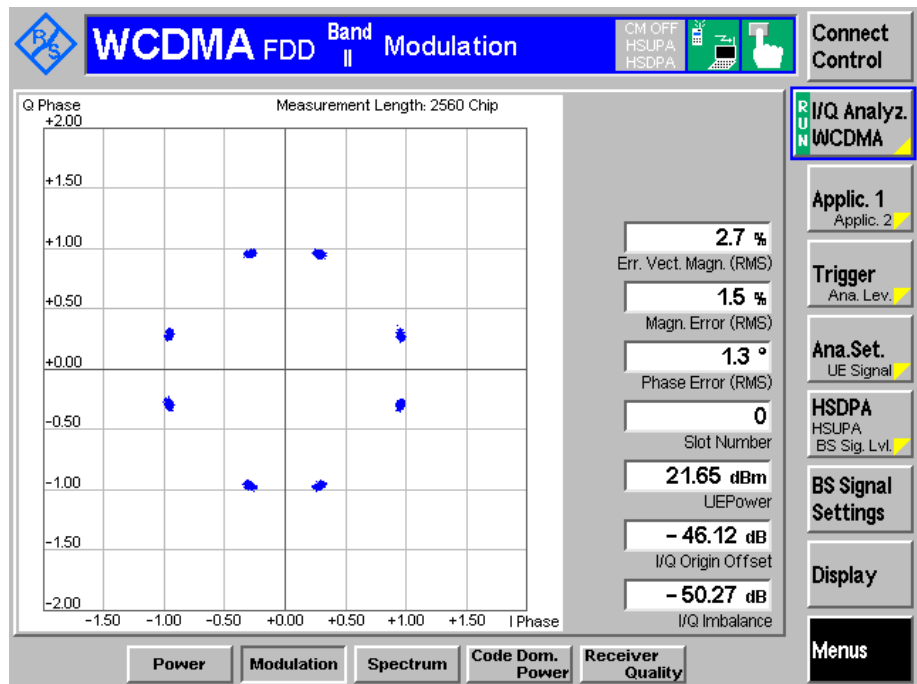 R&S
WCDMA FDD Band II Modulation
CM OFF
HSUPA
HSDPA
Connect
Control
Q Phase
Measurement Length: 2560 Chip
+2.00
+1.50
+1.00
+0.50
+0.00
-0.50
-1.00
-1.50
-2.00
-1.50 -1.00 -0.50 +0.00 +0.50 +1.00 +1.50 I Phase
2.7 %
Err. Vect. Magn. (RMS)
1.5 %
Magn. Error (RMS)
1.3 °
Phase Error (RMS)
0
Slot Number
21.65 dBm
UEPower
- 46.12 dB
I/Q Origin Offset
- 50.27 dB
I/Q Imbalance
RUN
I/Q Analyz.
WCDMA
Applic. 1
Applic. 2
Trigger
Ana. Lev.
Ana.Set.
UE Signal
HSDPA
HSUPA
BS Sig. Lvl.
BS Signal
Settings
Display
Menus
Power
Modulation
Spectrum
Code Dom.
Power
Receiver
Quality